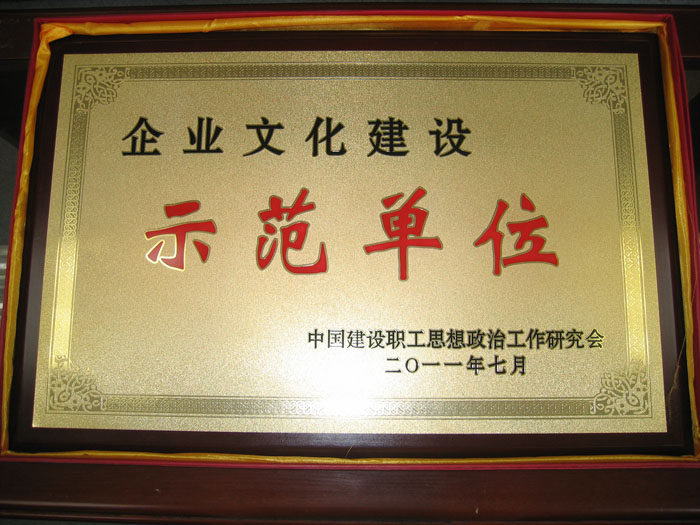 企业文化建设
示范单位
中国建设职工思想政治工作研究会
二〇一一年七月